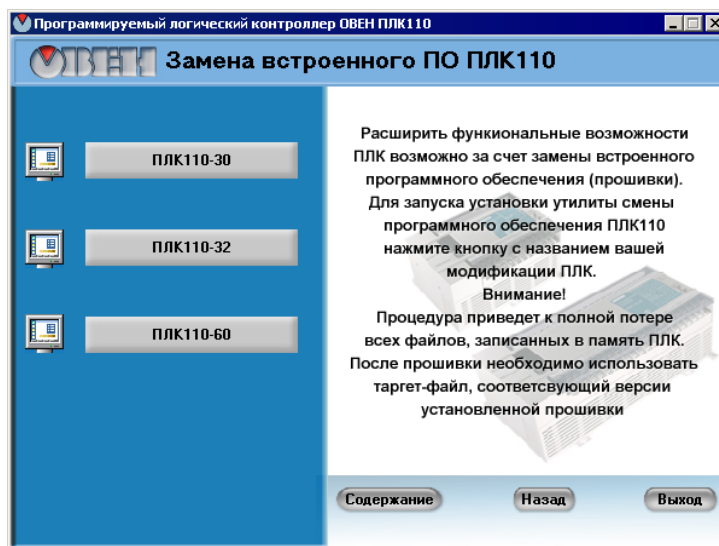 Программируемый логический контроллер ОВЕН ПЛК110
ОВЕН Замена встроенного ПО ПЛК110
ПЛК110-30
ПЛК110-32
ПЛК110-60
Расширить функиональные возможности
ПЛК возможно за счет замены встроенного
программного обеспечения (прошивки).
Для запуска установки утилиты смены
программного обеспечения ПЛК110
нажмите кнопку с названием вашей
модификации ПЛК.
Внимание!
Процедура приведет к полной потере
всех файлов, записанных в память ПЛК.
После прошивки необходимо использовать
таргет-файл, соответсвующий версии
установленной прошивки
Содержание
Назад
Выход